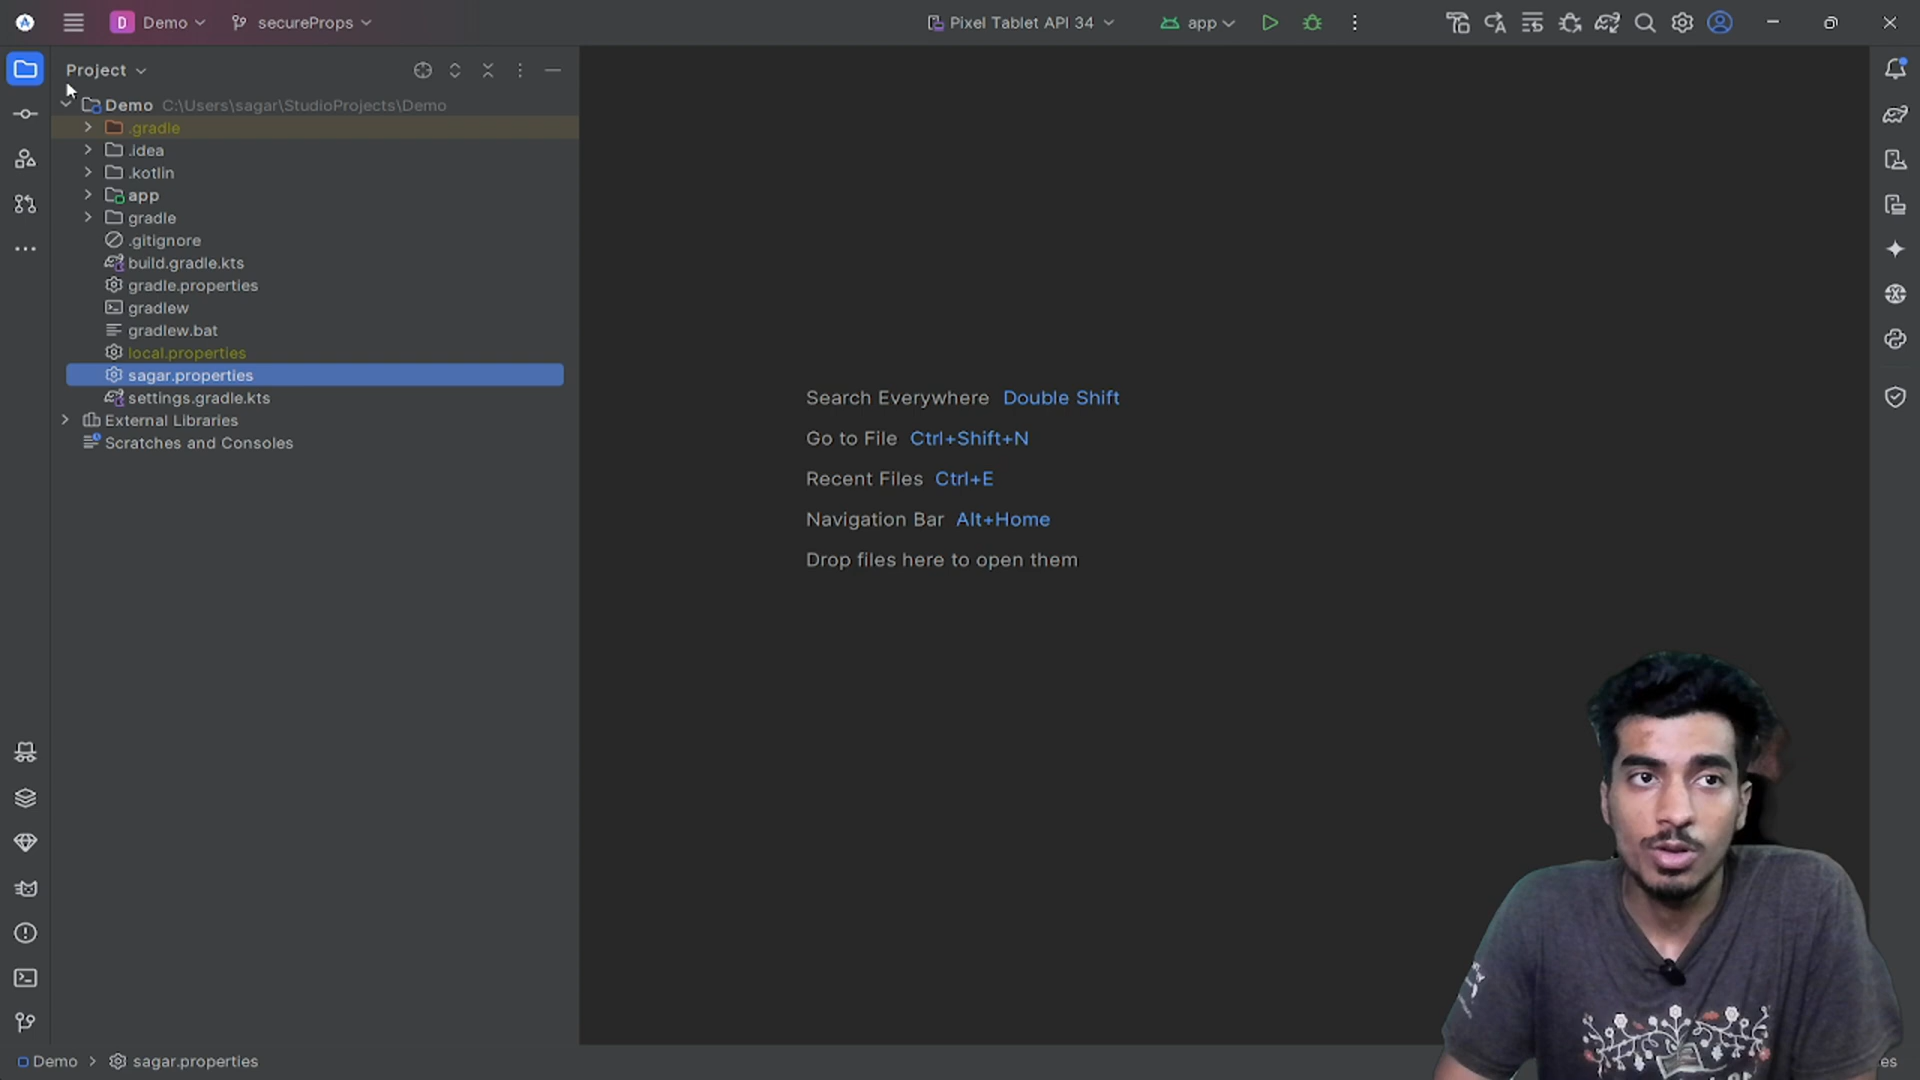 D Demo secureProps Pixel Tablet API 34 app
Project
Demo C:\Users\sagar\StudioProjects\Demo
.gradle
.idea
.kotlin
app
gradle
.gitignore
build.gradle.kts
gradle.properties
gradlew
gradlew.bat
local.properties
sagar.properties
settings.gradle.kts
External Libraries
Scratches and Consoles
Search Everywhere Double Shift
Go to File Ctrl+Shift+N
Recent Files Ctrl+E
Navigation Bar Alt+Home
Drop files here to open them
Demo > sagar.properties